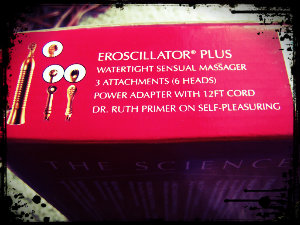 EROSCILLATOR® PLUS
WATERTIGHT SENSUAL MASSAGER
3 ATTACHMENTS (6 HEADS)
POWER ADAPTER WITH 12FT CORD
DR. RUTH PRIMER ON SELF-PLEASURING
THE SCIENCE